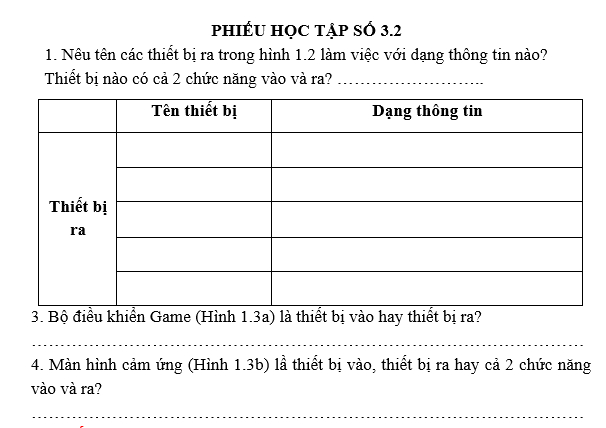 PHIẾU HỌC TẬP SỐ 3.2
1. Nêu tên các thiết bị ra trong hình 1.2 làm việc với dạng thông tin nào?
Thiết bị nào có cả 2 chức năng vào và ra? ……………………..
Tên thiết bị
Dạng thông tin
Thiết bị
ra
3. Bộ điều khiển Game (Hình 1.3a) là thiết bị vào hay thiết bị ra?
………………………………………………………………………………
4. Màn hình cảm ứng (Hình 1.3b) là thiết bị vào, thiết bị ra hay cả 2 chức năng
vào và ra?
………………………………………………………………………………